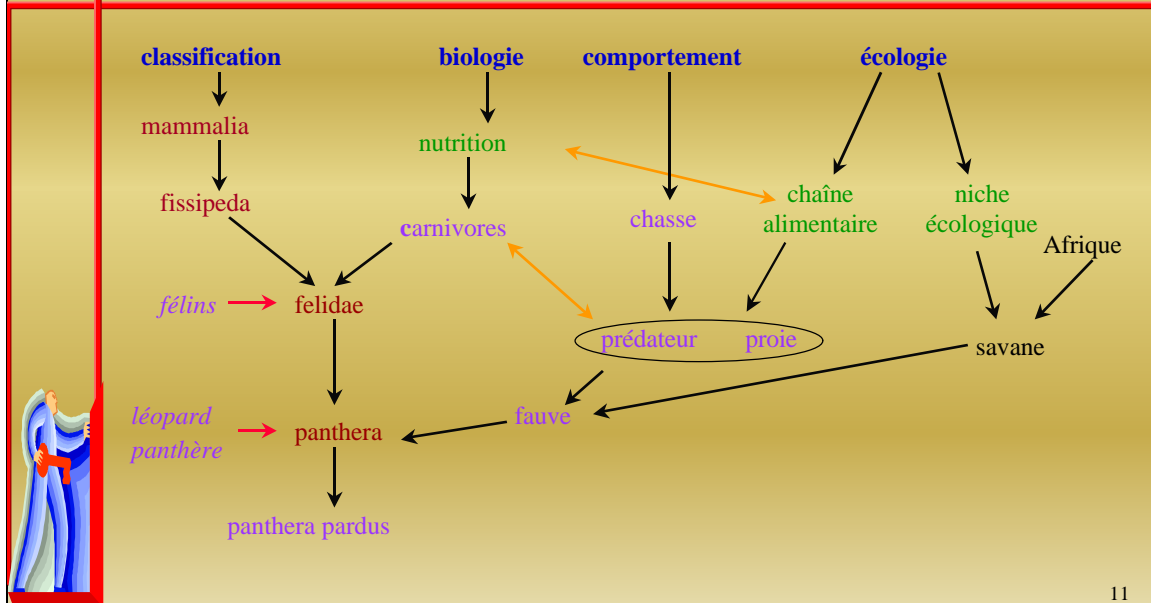 classification biologie comportement écologie
mammalia
nutrition
fissipeda
chaîne
alimentaire
niche
écologique
carnivores
chasse
Afrique
félins
felidae
prédateur proie
savane
léopard
panthère
panthera
fauve
panthera pardus
11